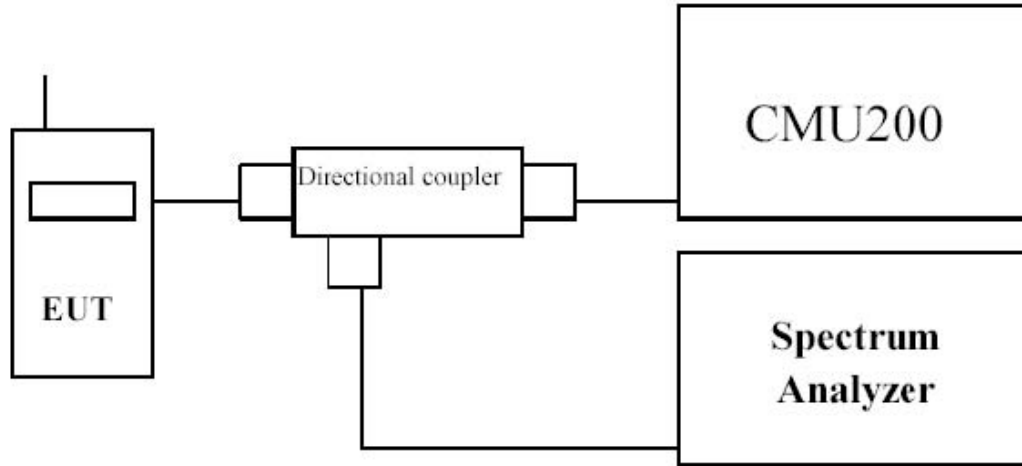 CMU200
Directional coupler
EUT
Spectrum
Analyzer